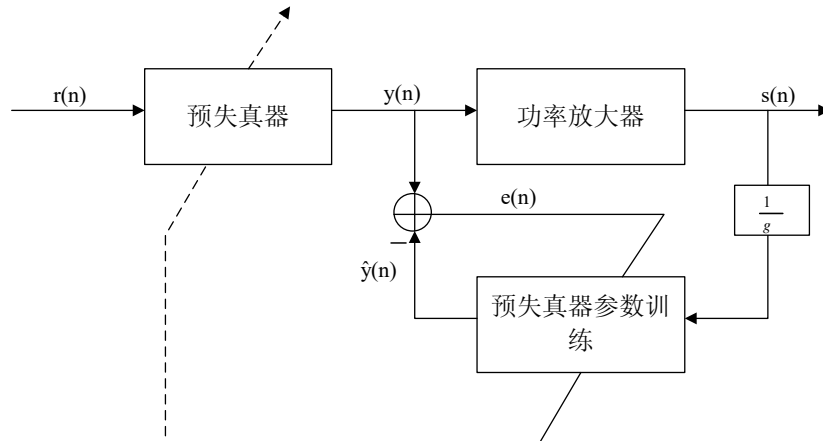 r(n)
预失真器
y(n)
功率放大器
s(n)
e(n)
1
g
−
ŷ(n)
预失真器参数训
练